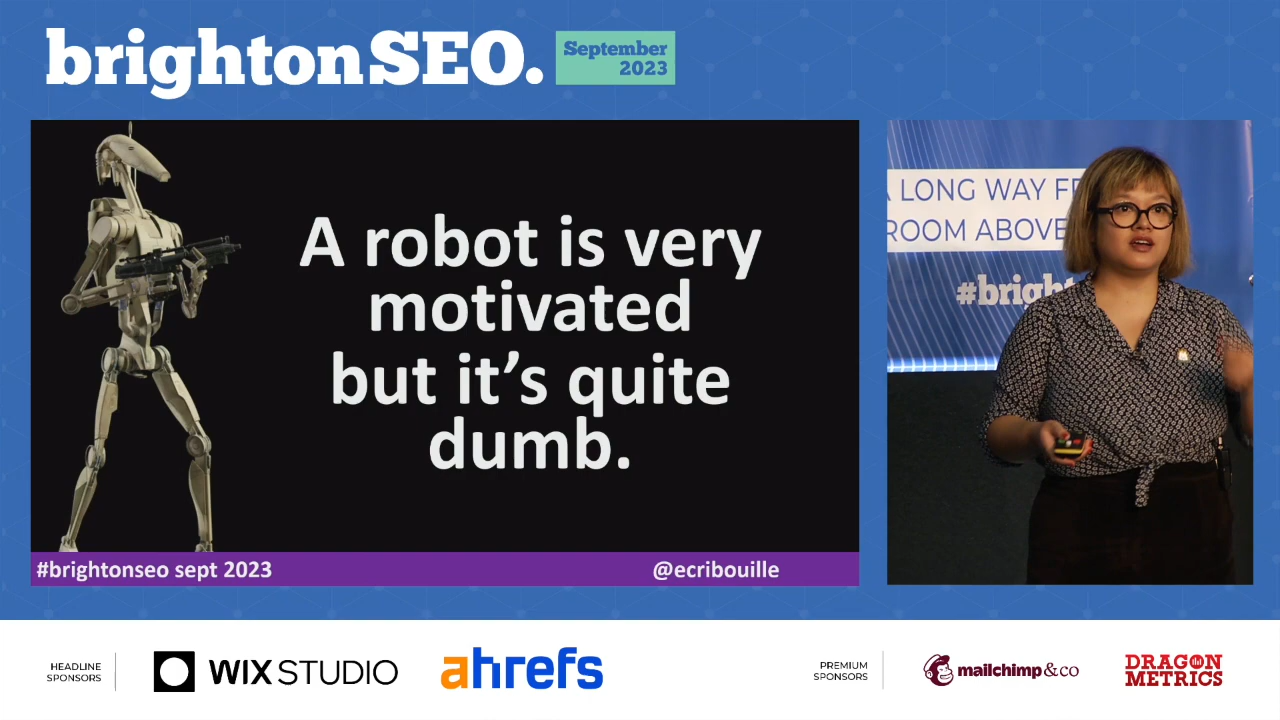 brightonSEO.
September
2023
A robot is very
motivated
but it's quite
dumb.
#brightonseo sept 2023
@ecribouille
A LONG WAY
ROOM ABOVE
#bright
HEADLINE
SPONSORS
WIX STUDIO
ahrefs
PREMIUM
SPONSORS
mailchimp&co
DRAGON
METRICS